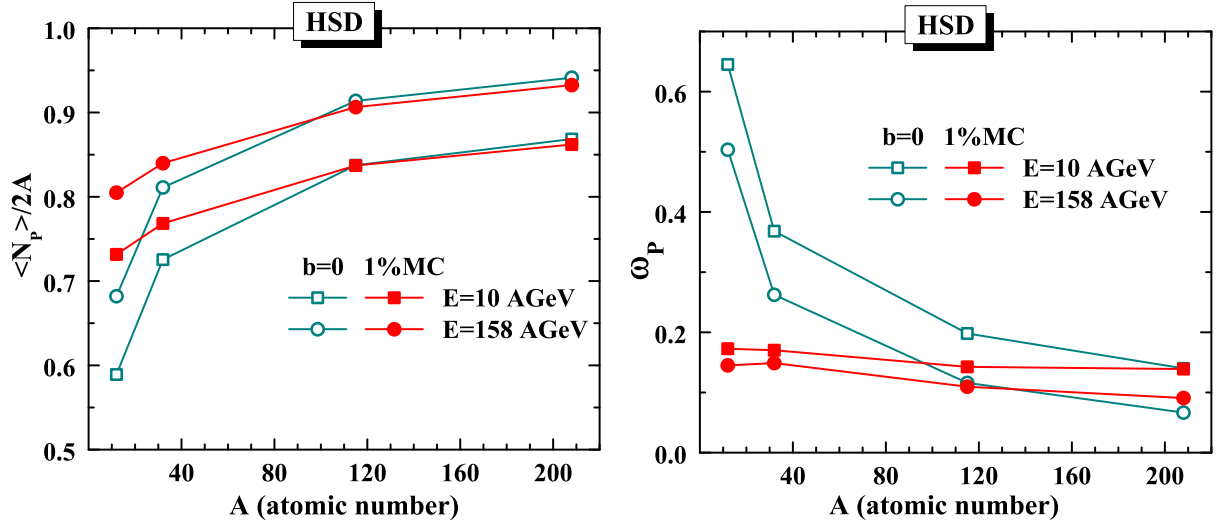 HSD
1.0
0.9
0.8
0.7
0.6
0.5
<N_P>/2A
b=0 1%MC
E=10 AGeV
E=158 AGeV
40 80 120 160 200
A (atomic number)
HSD
0.6
0.4
0.2
0.0
ω_P
b=0 1%MC
E=10 AGeV
E=158 AGeV
40 80 120 160 200
A (atomic number)